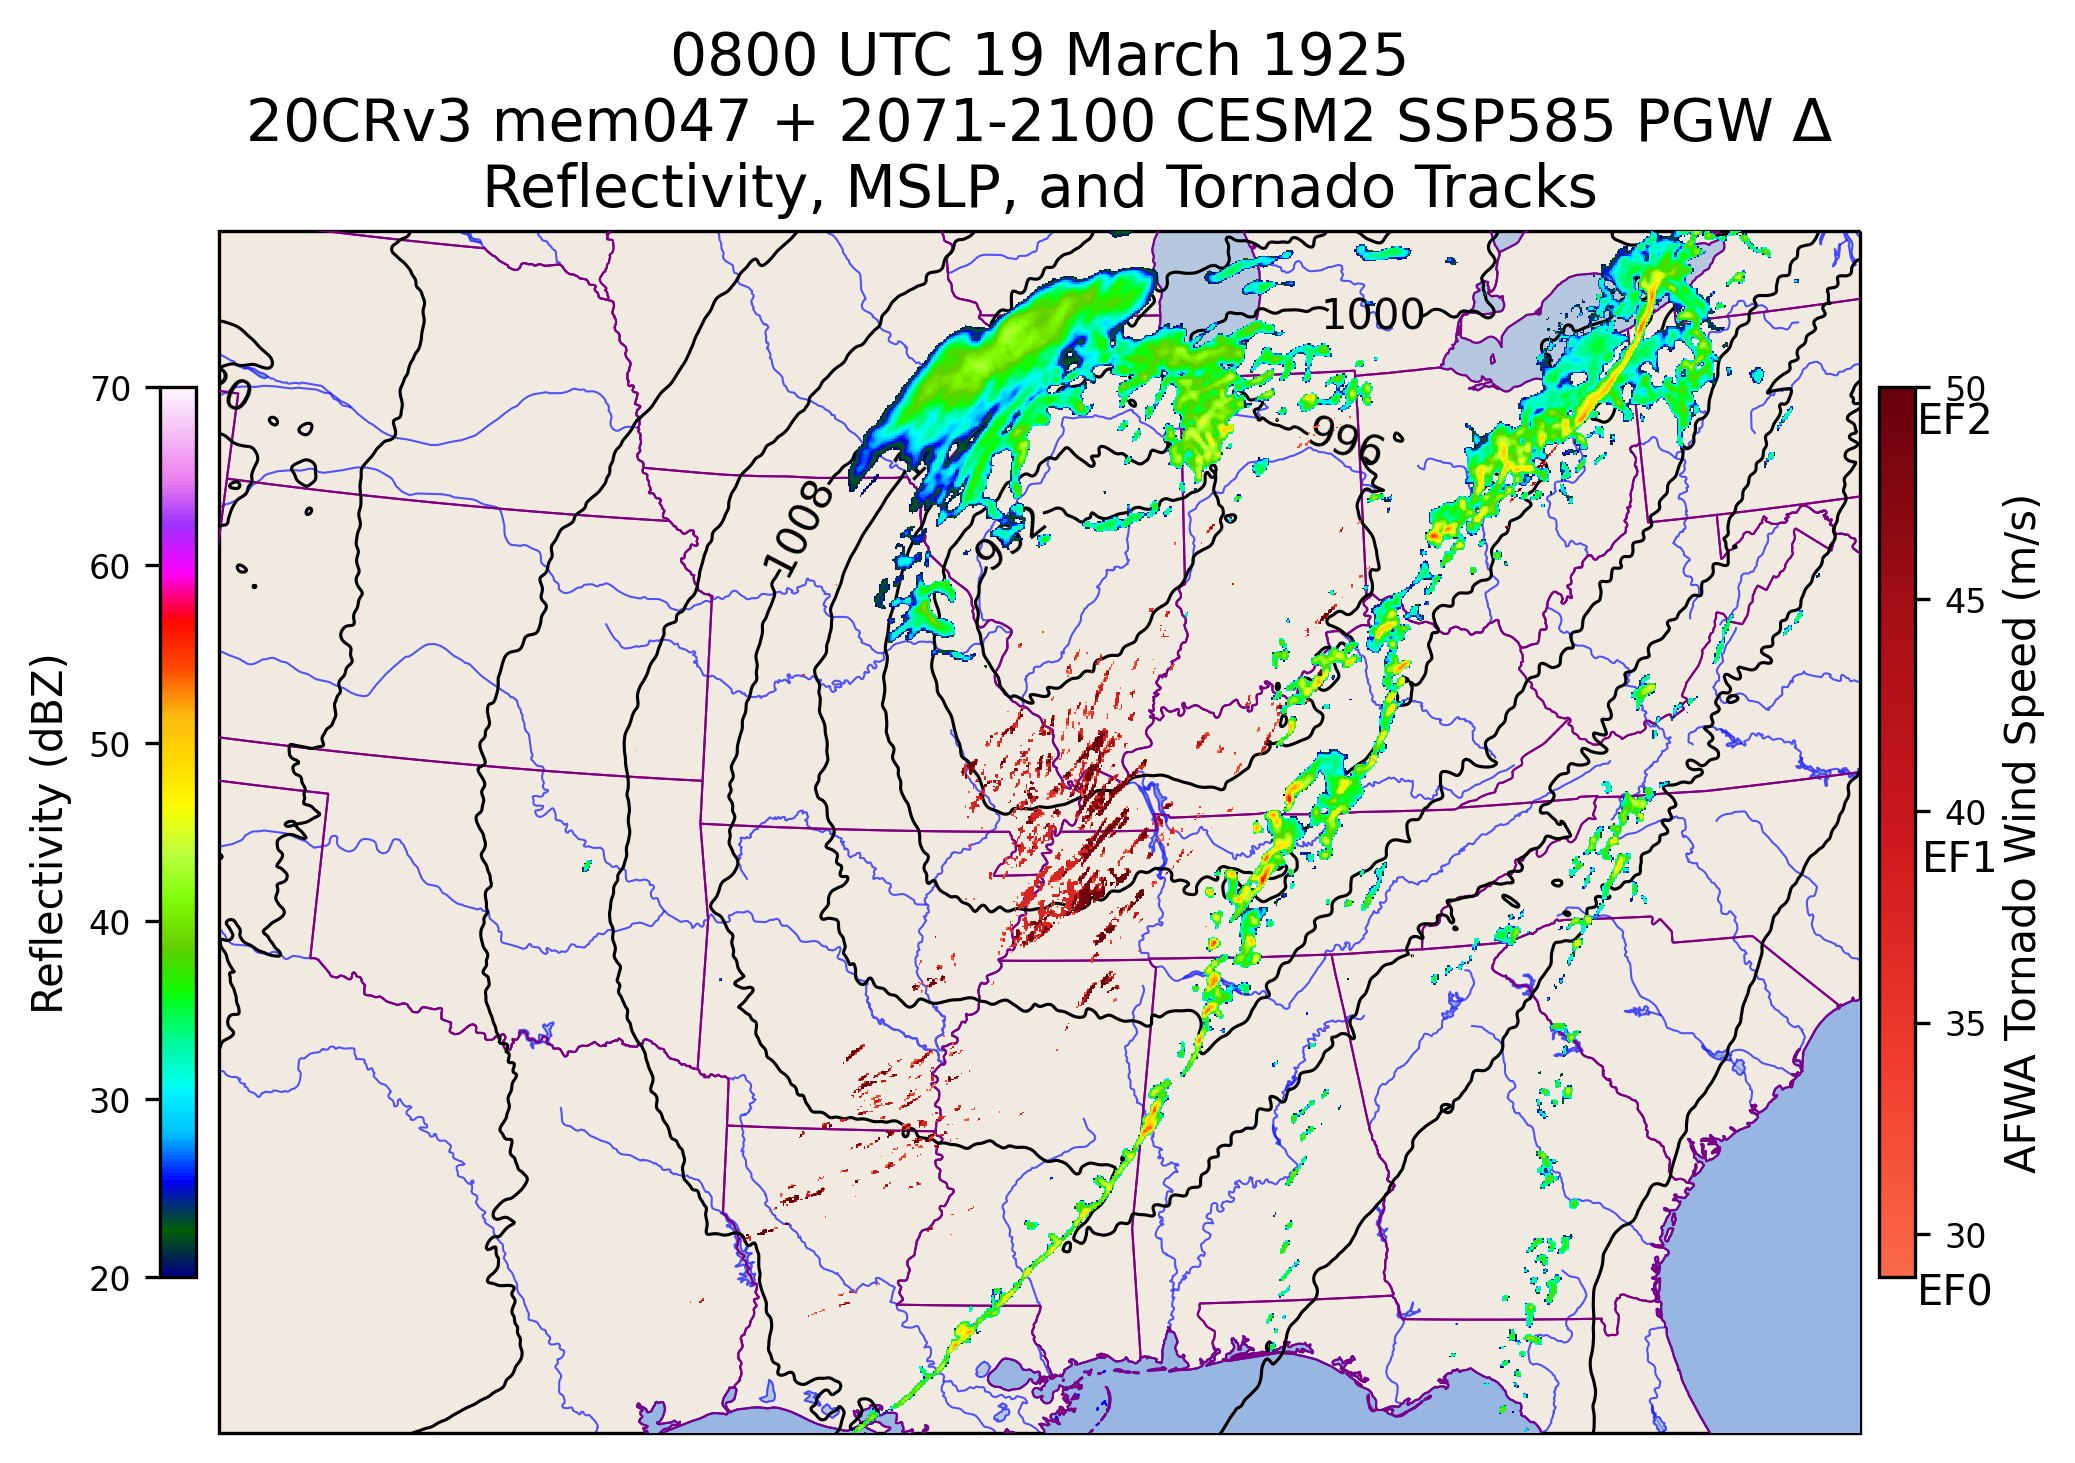 0800 UTC 19 March 1925
20CRv3 mem047 + 2071-2100 CESM2 SSP585 PGW Δ
Reflectivity, MSLP, and Tornado Tracks
1000
996
1008
70
60
50
40
30
20
Reflectivity (dBZ)
50
EF2
45
40
EF1
35
30
EF0
AFWA Tornado Wind Speed (m/s)